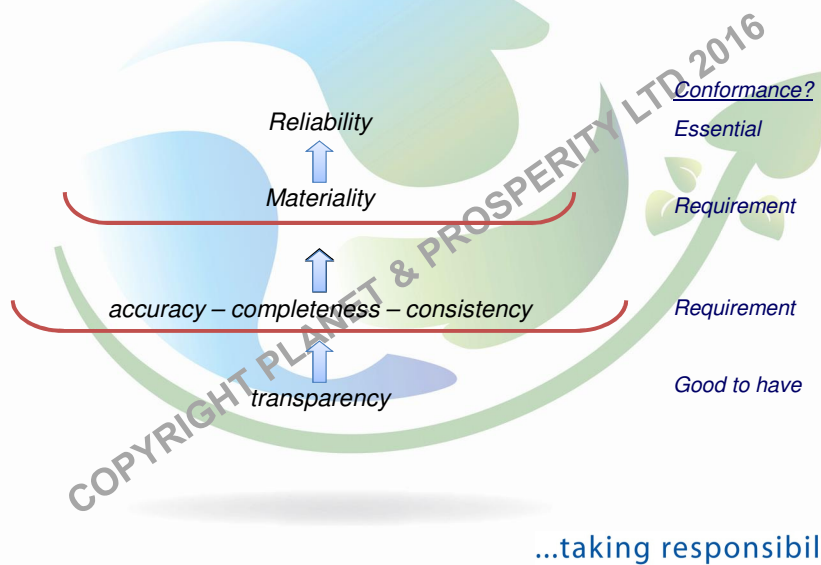 Conformance?
Reliability Essential
Materiality Requirement
accuracy – completeness – consistency Requirement
transparency Good to have
COPYRIGHT PLANET & PROSPERITY LTD 2016
...taking responsibil